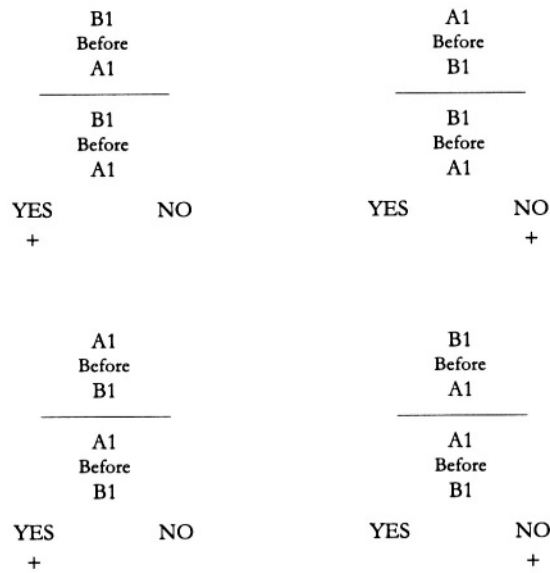 B1
Before
A1
B1
Before
A1
YES NO
+
A1
Before
B1
B1
Before
A1
YES NO
+
A1
Before
B1
A1
Before
B1
YES NO
+
B1
Before
A1
A1
Before
B1
YES NO
+